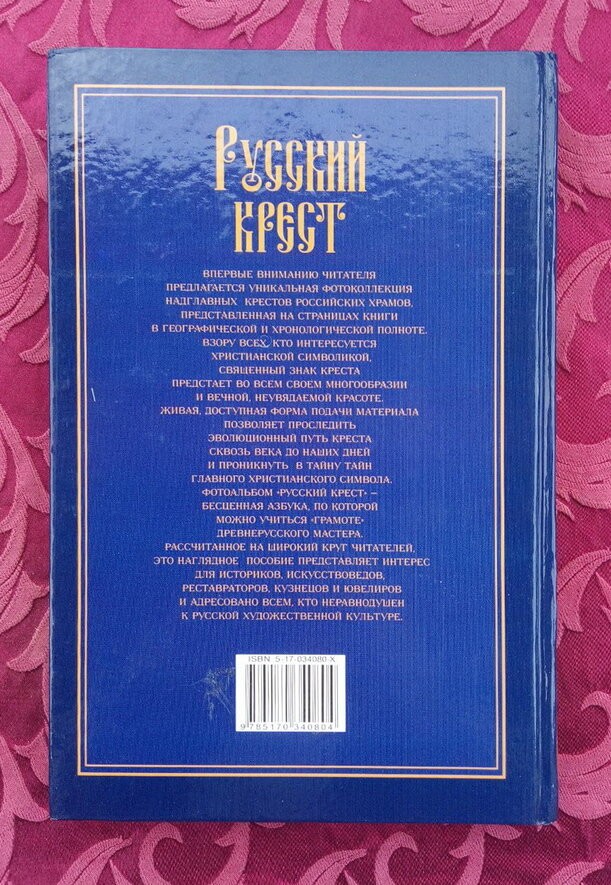 Русский
крест
ВПЕРВЫЕ ВНИМАНИЮ ЧИТАТЕЛЯ
ПРЕДЛАГАЕТСЯ УНИКАЛЬНАЯ ФОТОКОЛЛЕКЦИЯ
НАДГЛАВНЫХ КРЕСТОВ РОССИЙСКИХ ХРАМОВ,
ПРЕДСТАВЛЕННАЯ НА СТРАНИЦАХ КНИГИ
В ГЕОГРАФИЧЕСКОЙ И ХРОНОЛОГИЧЕСКОЙ ПОЛНОТЕ.
ВЗОРУ ВСЕХ, КТО ИНТЕРЕСУЕТСЯ
ХРИСТИАНСКОЙ СИМВОЛИКОЙ,
СВЯЩЕННЫЙ ЗНАК КРЕСТА
ПРЕДСТАЕТ ВО ВСЕМ СВОЕМ МНОГООБРАЗИИ
И ВЕЧНОЙ, НЕУВЯДАЕМОЙ КРАСОТЕ.
ЖИВАЯ, ДОСТУПНАЯ ФОРМА ПОДАЧИ МАТЕРИАЛА
ПОЗВОЛЯЕТ ПРОСЛЕДИТЬ
ЭВОЛЮЦИОННЫЙ ПУТЬ КРЕСТА
СКВОЗЬ ВЕКА ДО НАШИХ ДНЕЙ
И ПРОНИКНУТЬ В ТАЙНУ ТАЙН
ГЛАВНОГО ХРИСТИАНСКОГО СИМВОЛА.
ФОТОАЛЬБОМ «РУССКИЙ КРЕСТ» –
БЕСЦЕННАЯ АЗБУКА, ПО КОТОРОЙ
МОЖНО УЧИТЬСЯ «ГРАМОТЕ»
ДРЕВНЕРУССКОГО МАСТЕРА.
РАССЧИТАННОЕ НА ШИРОКИЙ КРУГ ЧИТАТЕЛЕЙ,
ЭТО НАГЛЯДНОЕ ПОСОБИЕ ПРЕДСТАВЛЯЕТ ИНТЕРЕС
ДЛЯ ИСТОРИКОВ, ИСКУССТВОВЕДОВ,
РЕСТАВРАТОРОВ, КУЗНЕЦОВ И ЮВЕЛИРОВ
И АДРЕСОВАНО ВСЕМ, КТО НЕРАВНОДУШЕН
К РУССКОЙ ХУДОЖЕСТВЕННОЙ КУЛЬТУРЕ.
ISBN 5-17-034080-X
9 785170 340804